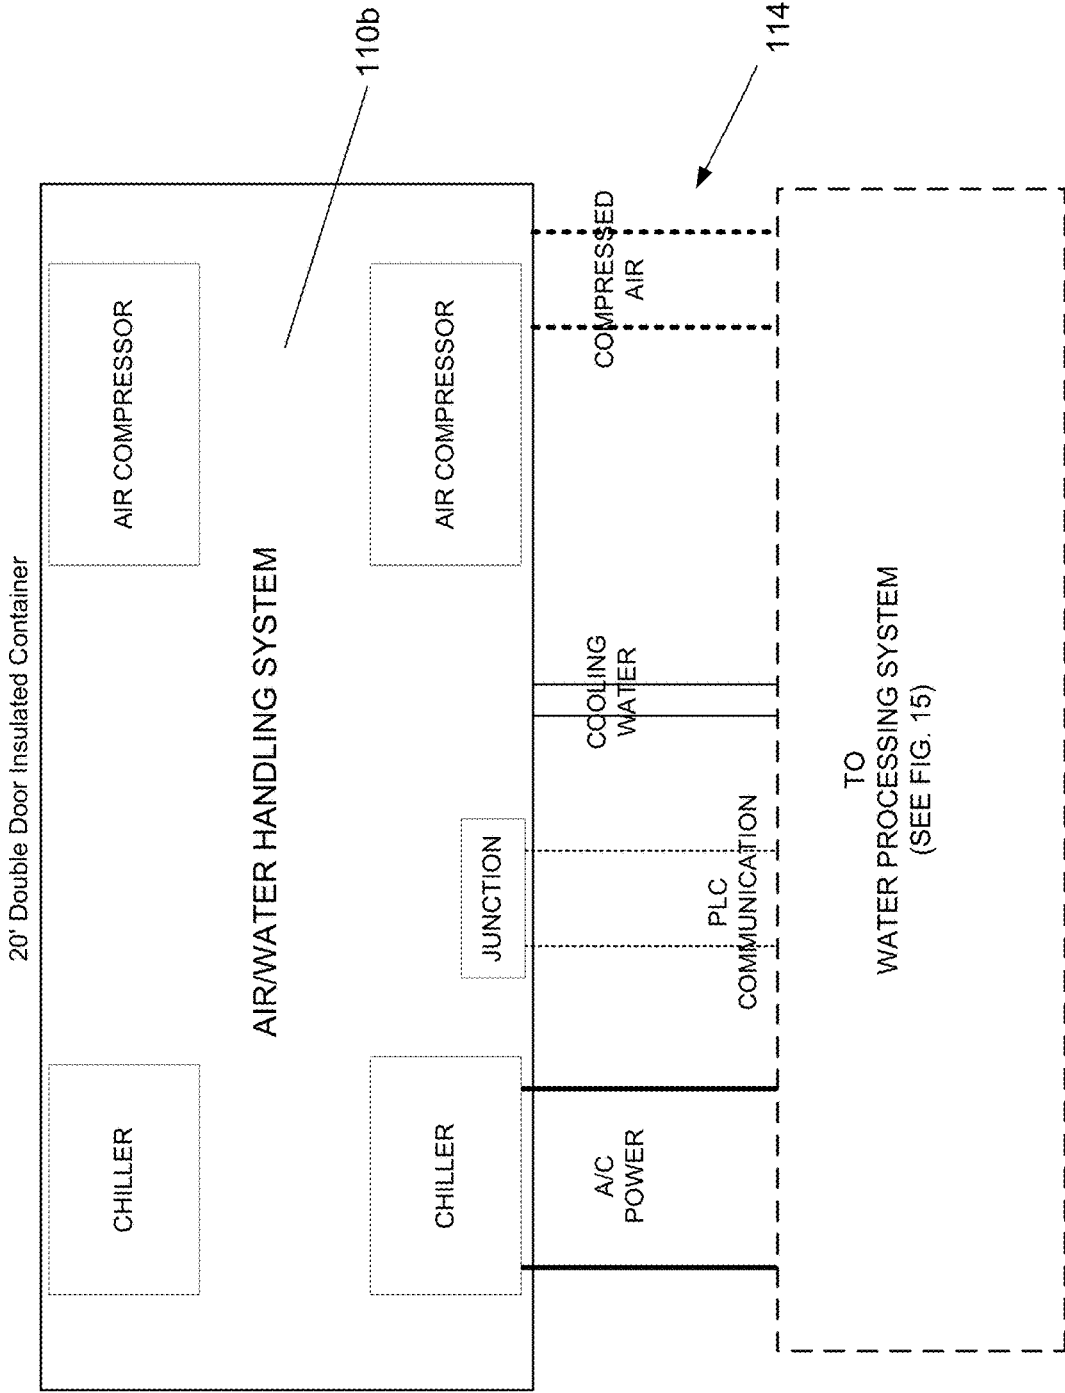 20' Double Door Insulated Container
CHILLER
AIR COMPRESSOR
AIR/WATER HANDLING SYSTEM
110b
CHILLER
JUNCTION
AIR COMPRESSOR
A/C
POWER
PLC
COMMUNICATION
COOLING
WATER
COMPRESSED
AIR
114
TO
WATER PROCESSING SYSTEM
(SEE FIG. 15)